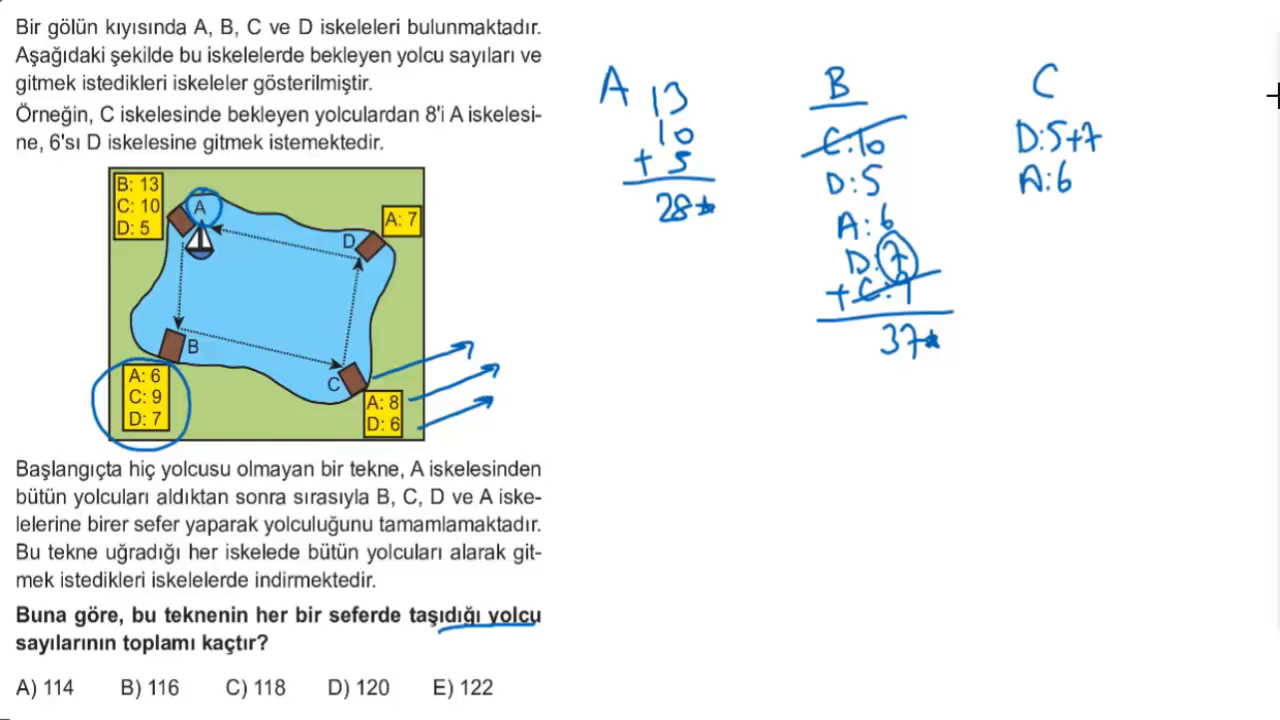 Bir gölün kıyısında A, B, C ve D iskeleleri bulunmaktadır.
Aşağıdaki şekilde bu iskelelerde bekleyen yolcu sayıları ve
gitmek istedikleri iskeleler gösterilmiştir.
Örneğin, C iskelesinde bekleyen yolculardan 8'i A iskelesi-
ne, 6'sı D iskelesine gitmek istemektedir.
B: 13
C: 10
D: 5
A
A: 7
D
B
C
A: 6
C: 9
D: 7
A: 8
D: 6
Başlangıçta hiç yolcusu olmayan bir tekne, A iskelesinden
bütün yolcuları aldıktan sonra sırasıyla B, C, D ve A iske-
lelerine birer sefer yaparak yolculuğunu tamamlamaktadır.
Bu tekne uğradığı her iskelede bütün yolcuları alarak git-
mek istedikleri iskelelerde indirmektedir.
Buna göre, bu teknenin her bir seferde taşıdığı yolcu
sayılarının toplamı kaçtır?
A) 114 B) 116 C) 118 D) 120 E) 122
A
13
10
+ 5
28
B
C:10
D:5
A:6
D:7
+ C:9
37
C
D:5+7
A:6